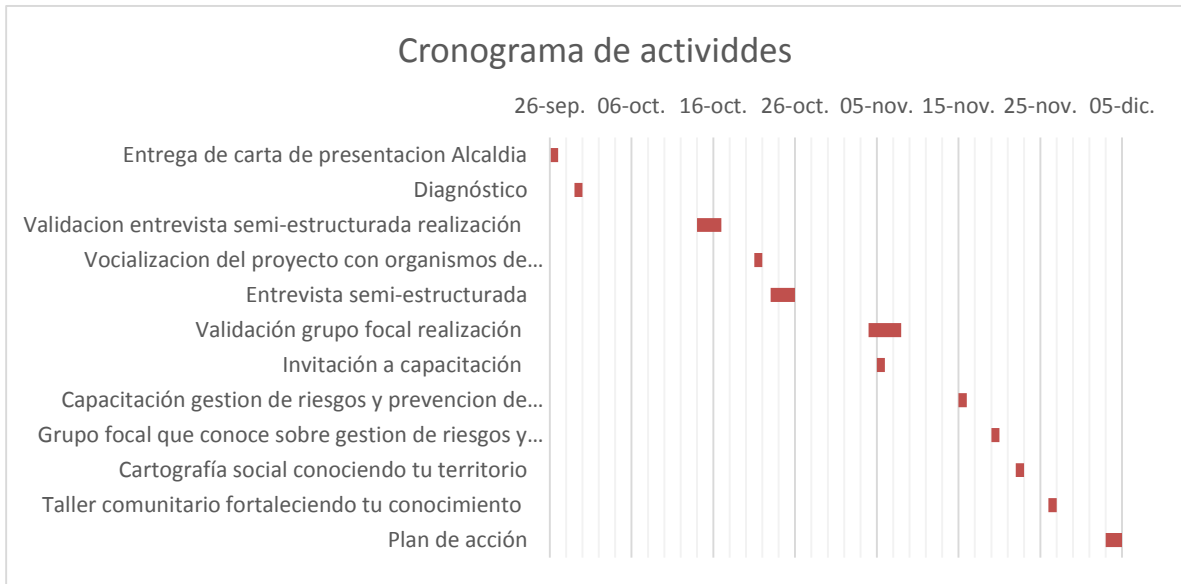 Cronograma de actividdes
26-sep. 06-oct. 16-oct. 26-oct. 05-nov. 15-nov. 25-nov. 05-dic.
Entrega de carta de presentacion Alcaldia
Diagnóstico
Validacion entrevista semi-estructurada realización
Vocializacion del proyecto con organismos de...
Entrevista semi-estructurada
Validación grupo focal realización
Invitación a capacitación
Capacitación gestion de riesgos y prevencion de...
Grupo focal que conoce sobre gestion de riesgos y...
Cartografía social conociendo tu territorio
Taller comunitario fortaleciendo tu conocimiento
Plan de acción